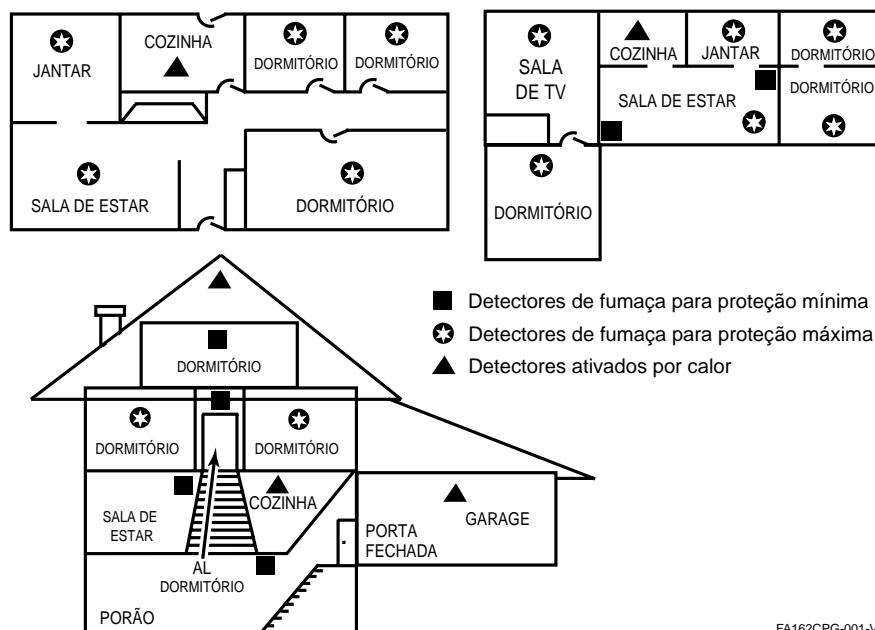 JANTAR
COZINHA
DORMITÓRIO
DORMITÓRIO
SALA DE ESTAR
DORMITÓRIO
SALA
DE TV
COZINHA
JANTAR
DORMITÓRIO
SALA DE ESTAR
DORMITÓRIO
DORMITÓRIO
Detectores de fumaça para proteção mínima
Detectores de fumaça para proteção máxima
Detectores ativados por calor
DORMITÓRIO
DORMITÓRIO
DORMITÓRIO
SALA DE
ESTAR
COZINHA
GARAGE
PORTA
FECHADA
AL
DORMITÓRIO
PORÃO
FA162CPG-001-V